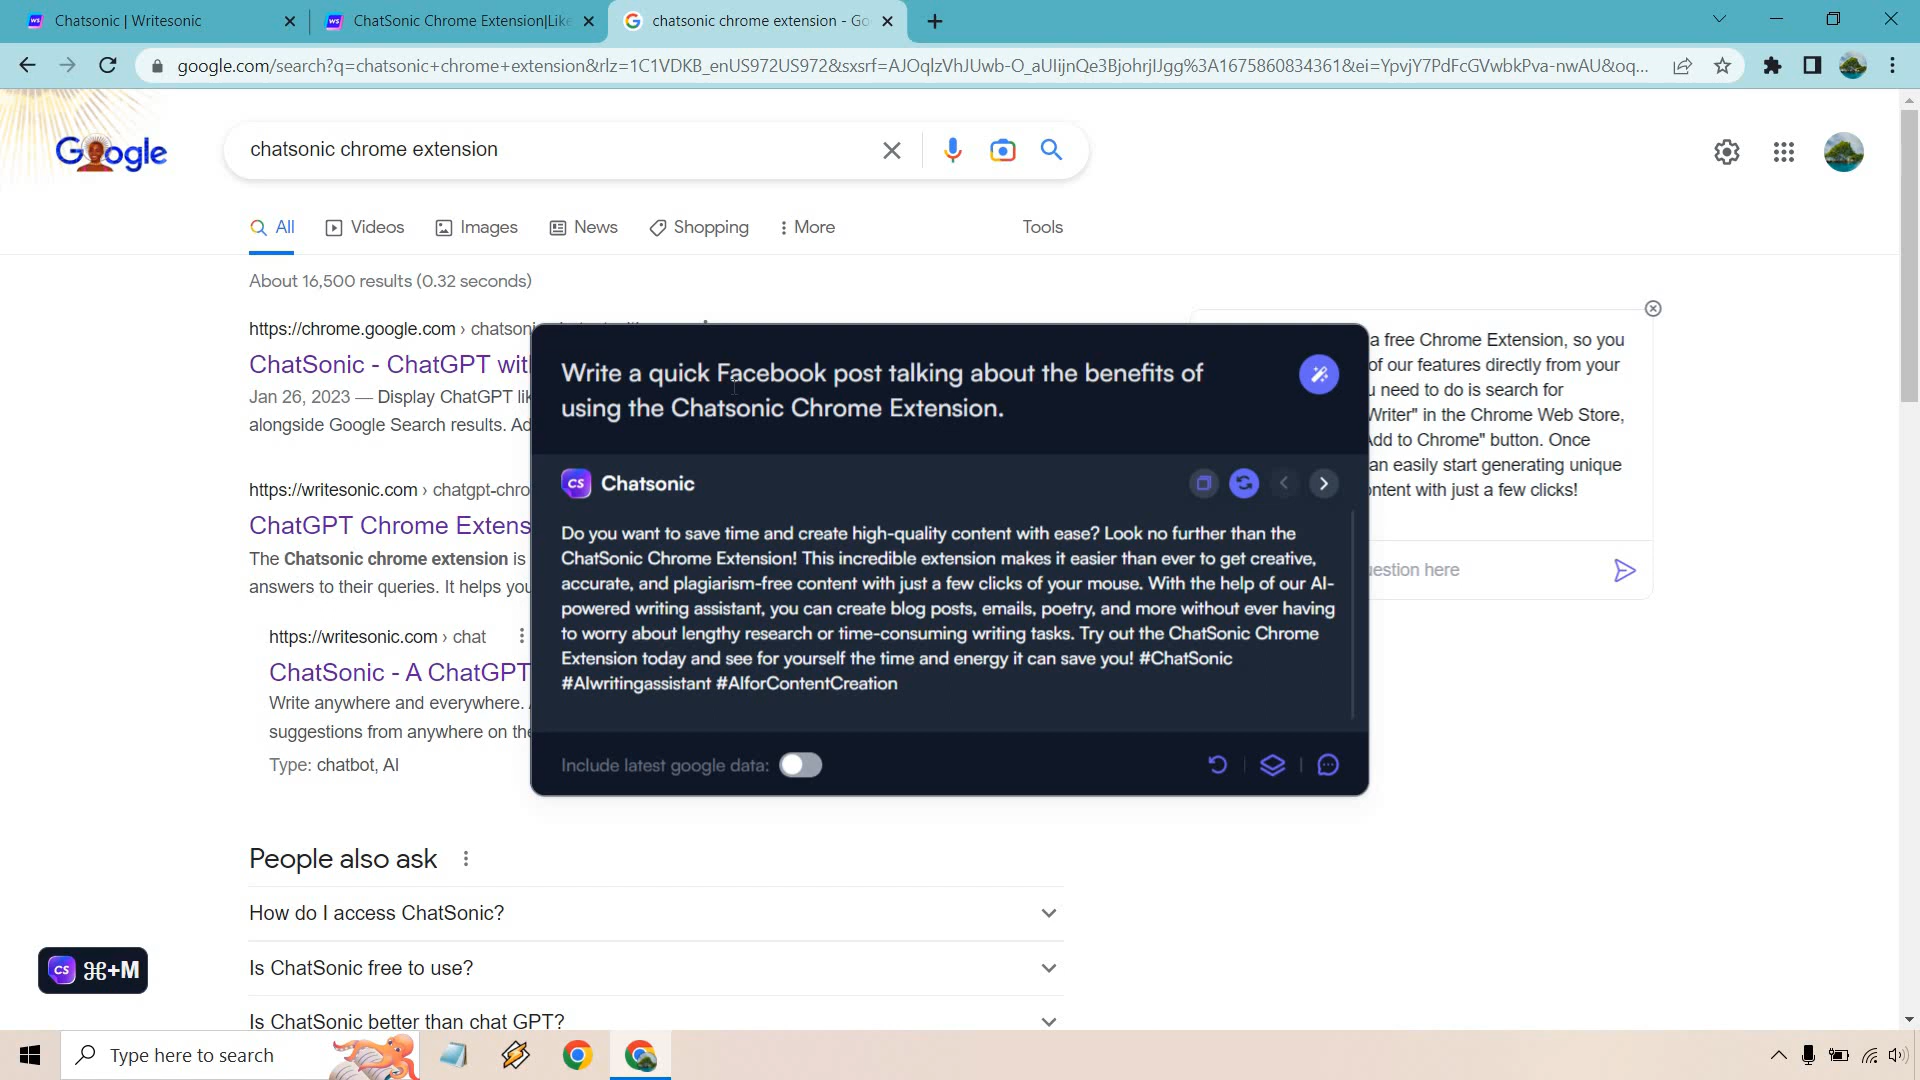 Chatsonic | Writesonic
ChatSonic Chrome Extension|Like
chatsonic chrome extension - Go
google.com/search?q=chatsonic+chrome+extension&rlz=1C1VDKB_enUS972US972&sxsrf=AJOqlzVhJUwb-O_aUIijnQe3BjohrjIJgg%3A1675860834361&ei=YpvjY7PdFcGVwbkPva-nwAU&oq...
Google
chatsonic chrome extension
All
Videos
Images
News
Shopping
More
Tools
About 16,500 results (0.32 seconds)
https://chrome.google.com › chatsoni
ChatSonic - ChatGPT wit
Jan 26, 2023 — Display ChatGPT lik
alongside Google Search results. Ad
https://writesonic.com › chatgpt-chro
ChatGPT Chrome Extens
The Chatsonic chrome extension is
answers to their queries. It helps you
https://writesonic.com › chat
ChatSonic - A ChatGPT
Write anywhere and everywhere. A
suggestions from anywhere on the
Type: chatbot, AI
Write a quick Facebook post talking about the benefits of
using the Chatsonic Chrome Extension.
CS Chatsonic
Do you want to save time and create high-quality content with ease? Look no further than the
ChatSonic Chrome Extension! This incredible extension makes it easier than ever to get creative,
accurate, and plagiarism-free content with just a few clicks of your mouse. With the help of our AI-
powered writing assistant, you can create blog posts, emails, poetry, and more without ever having
to worry about lengthy research or time-consuming writing tasks. Try out the ChatSonic Chrome
Extension today and see for yourself the time and energy it can save you! #ChatSonic
#AIwritingassistant #AIforContentCreation
Include latest google data:
a free Chrome Extension, so you
of our features directly from your
need to do is search for
Writer" in the Chrome Web Store,
Add to Chrome" button. Once
an easily start generating unique
ntent with just a few clicks!
uestion here
People also ask
How do I access ChatSonic?
Is ChatSonic free to use?
Is ChatSonic better than chat GPT?
CS ⌘+M
Type here to search